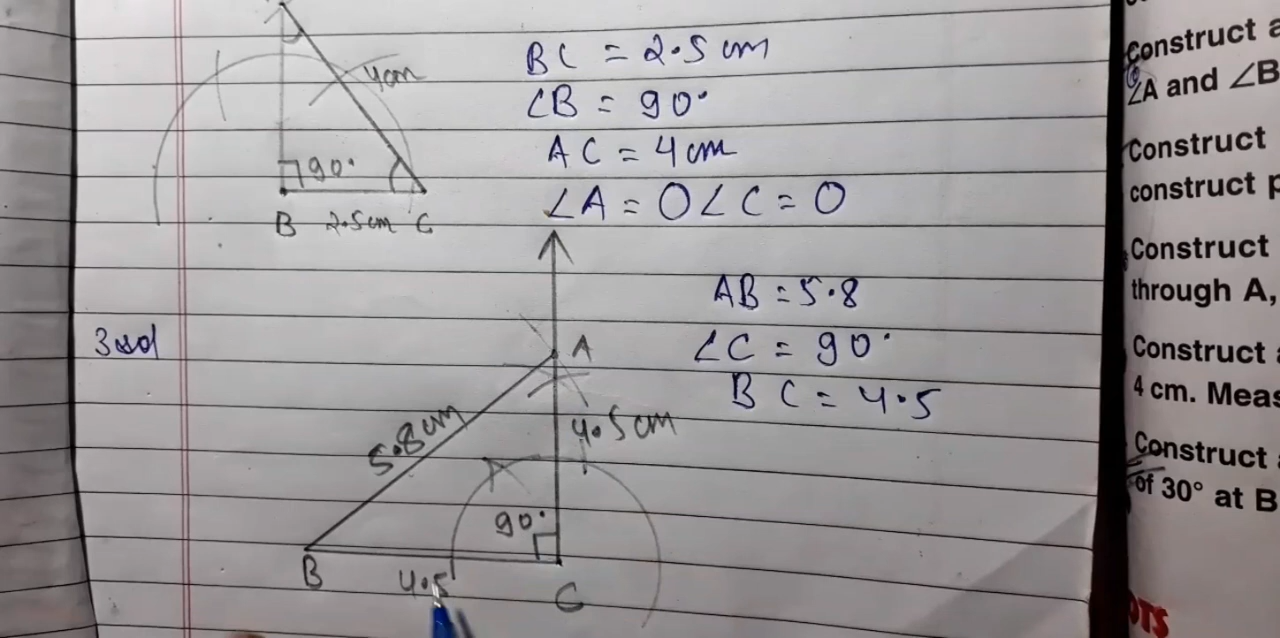 4cm
90°
B 2.5cm C
BC = 2.5 cm
∠B = 90°
AC = 4 cm
∠A = 0 ∠C = 0
3 sol
A
5.8cm
4.5cm
90°
B
4.5
C
AB = 5.8
∠C = 90°
BC = 4.5
Construct
∠A and ∠B
Construct
construct
Construct
through A,
Construct
4 cm.
Construct
of 30° at B